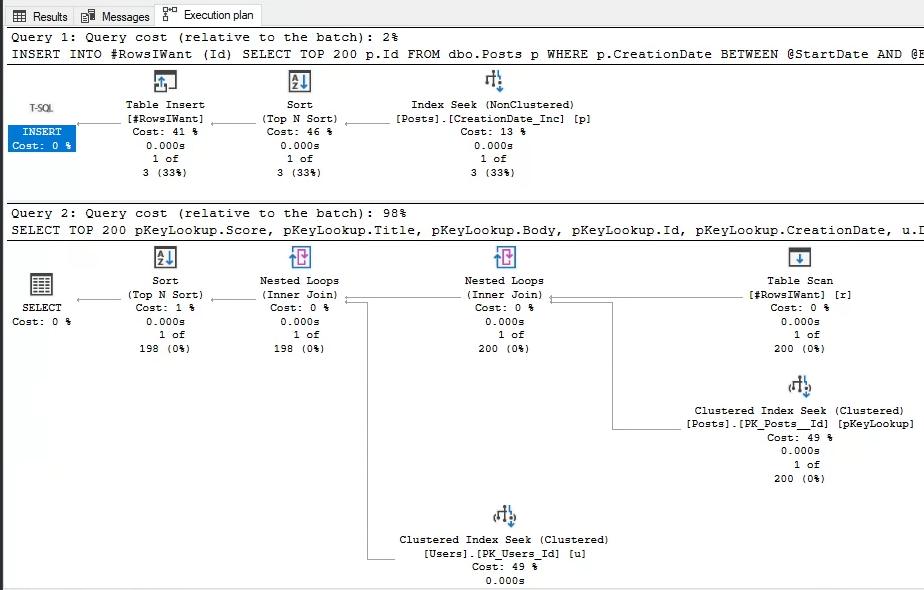 Results Messages Execution plan
Query 1: Query cost (relative to the batch): 2%
INSERT INTO #RowsIWant (Id) SELECT TOP 200 p.Id FROM dbo.Posts p WHERE p.CreationDate BETWEEN @StartDate AND @E
T-SQL
INSERT
Cost: 0 %
Table Insert
[#RowsIWant]
Cost: 41 %
0.000s
1 of
3 (33%)
Sort
(Top N Sort)
Cost: 46 %
0.000s
1 of
3 (33%)
Index Seek (NonClustered)
[Posts].[CreationDate_Inc] [p]
Cost: 13 %
0.000s
1 of
3 (33%)
Query 2: Query cost (relative to the batch): 98%
SELECT TOP 200 pKeyLookup.Score, pKeyLookup.Title, pKeyLookup.Body, pKeyLookup.Id, pKeyLookup.CreationDate, u.D
SELECT
Cost: 0 %
Sort
(Top N Sort)
Cost: 1 %
0.000s
1 of
198 (0%)
Nested Loops
(Inner Join)
Cost: 0 %
0.000s
1 of
198 (0%)
Nested Loops
(Inner Join)
Cost: 0 %
0.000s
1 of
200 (0%)
Table Scan
[#RowsIWant] [r]
Cost: 0 %
0.000s
1 of
200 (0%)
Clustered Index Seek (Clustered)
[Posts].[PK_Posts__Id] [pKeyLookup]
Cost: 49 %
0.000s
1 of
200 (0%)
Clustered Index Seek (Clustered)
[Users].[PK_Users_Id] [u]
Cost: 49 %
0.000s